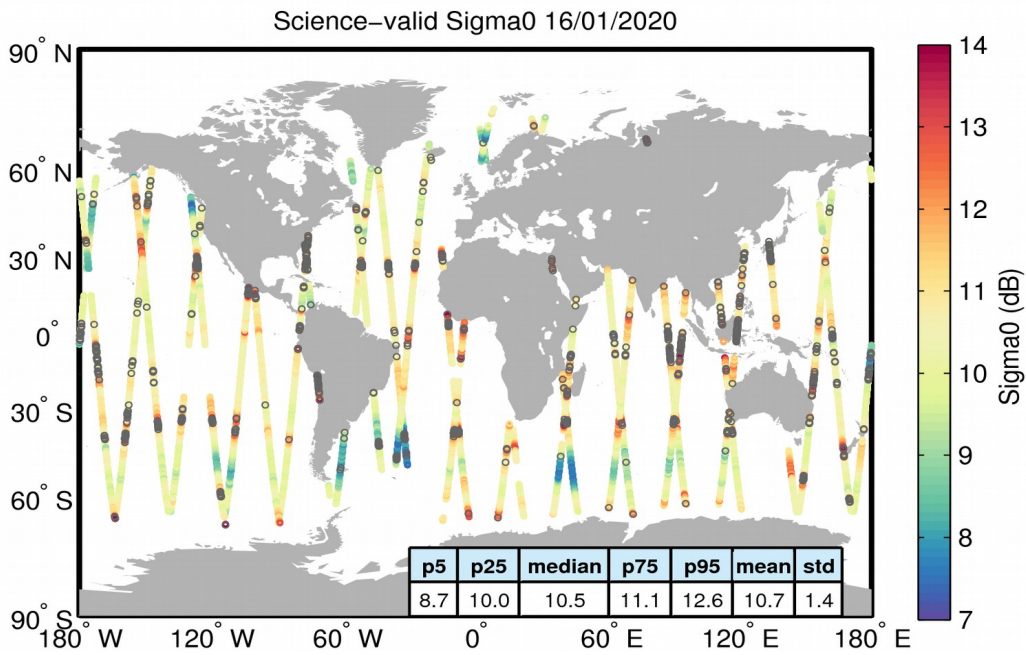 Science−valid Sigma0 16/01/2020
90° N
60° N
30° N
0°
30° S
60° S
90° S
180° W
120° W
60° W
0°
60° E
120° E
180° E
p5 p25 median p75 p95 mean std
8.7 10.0 10.5 11.1 12.6 10.7 1.4
14
13
12
11
10
9
8
7
Sigma0 (dB)